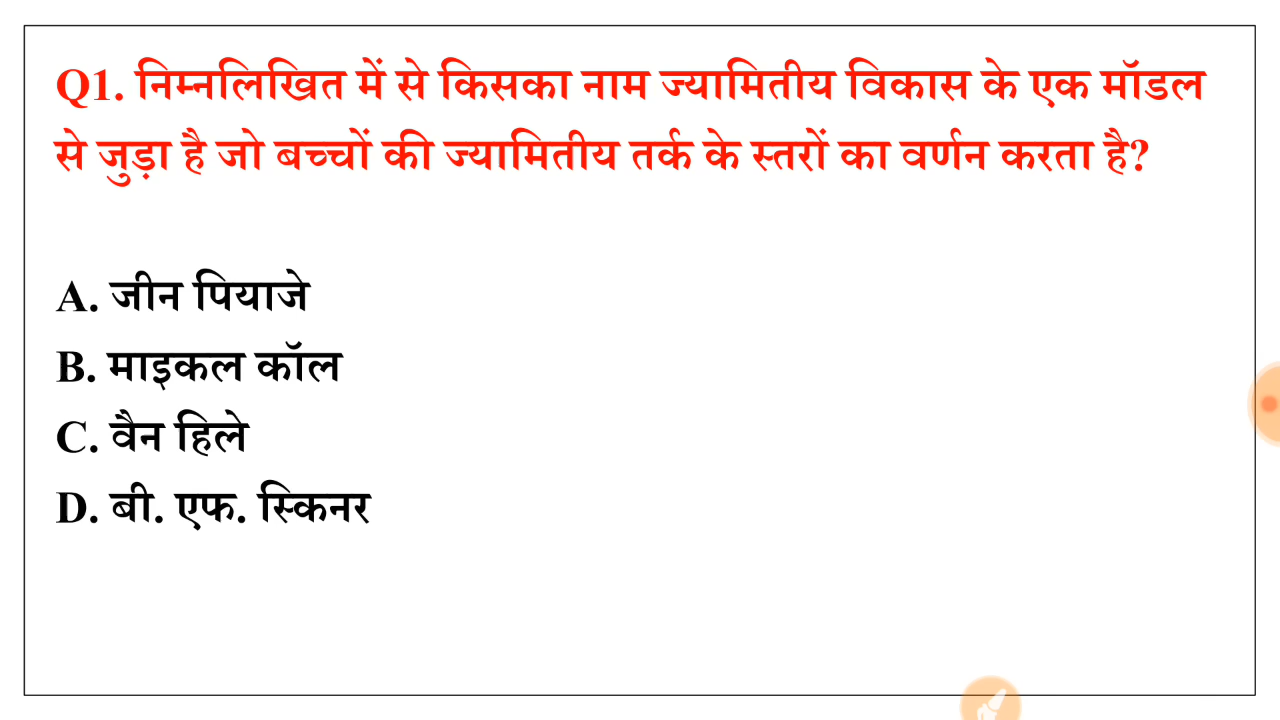 Q1. निम्नलिखित में से किसका नाम ज्यामितीय विकास के एक मॉडल
से जुड़ा है जो बच्चों की ज्यामितीय तर्क के स्तरों का वर्णन करता है?
A. जीन पियाजे
B. माइकल कॉल
C. वैन हिले
D. बी. एफ. स्किनर